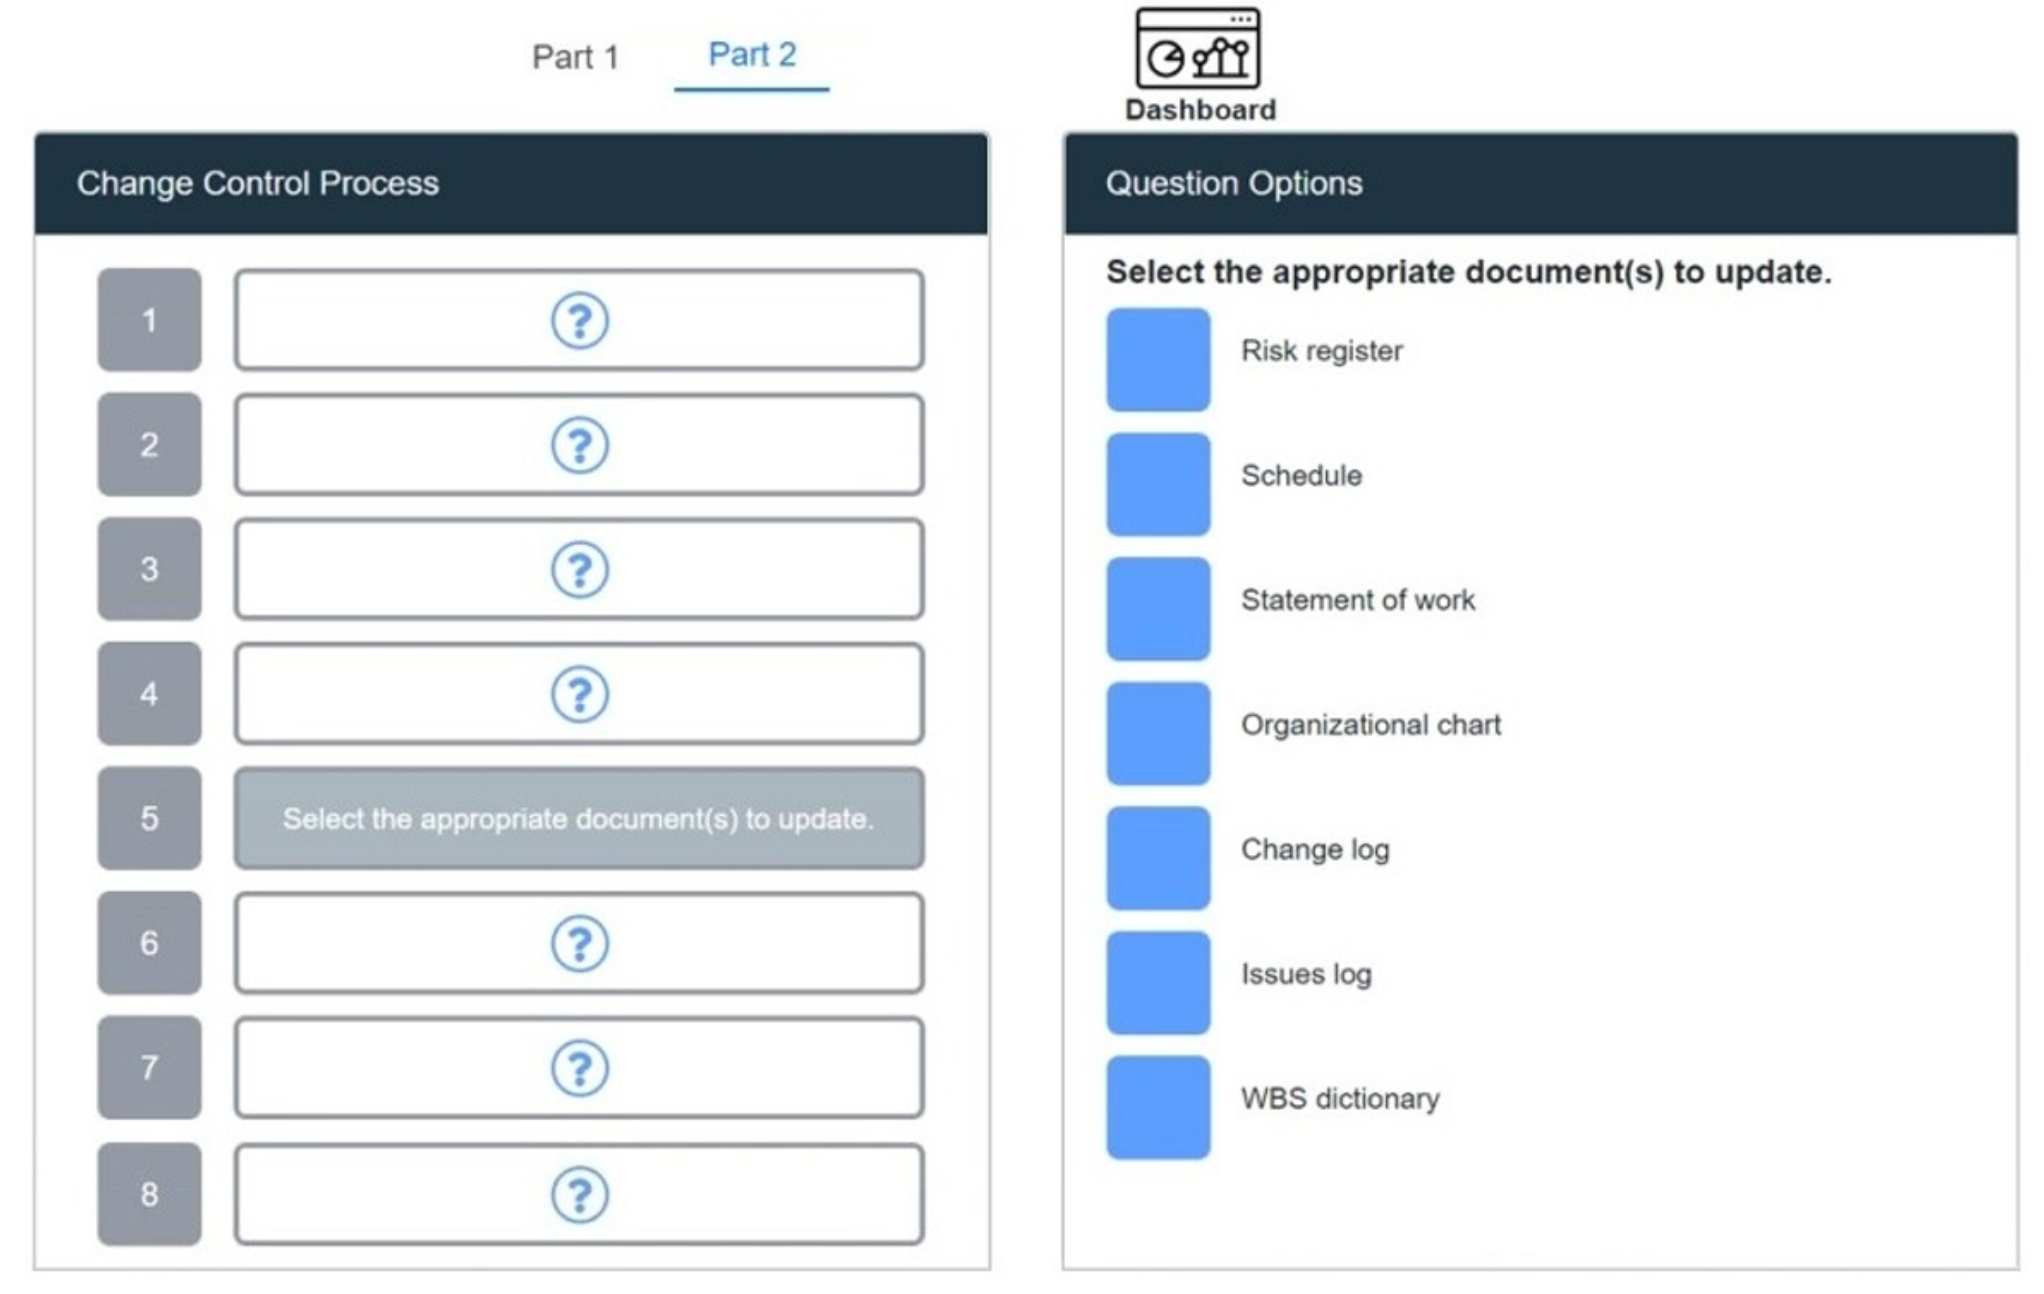 Part 1
Part 2
Dashboard
Change Control Process
1
?
2
?
3
?
4
?
5
Select the appropriate document(s) to update.
6
?
7
?
8
?
Question Options
Select the appropriate document(s) to update.
Risk register
Schedule
Statement of work
Organizational chart
Change log
Issues log
WBS dictionary